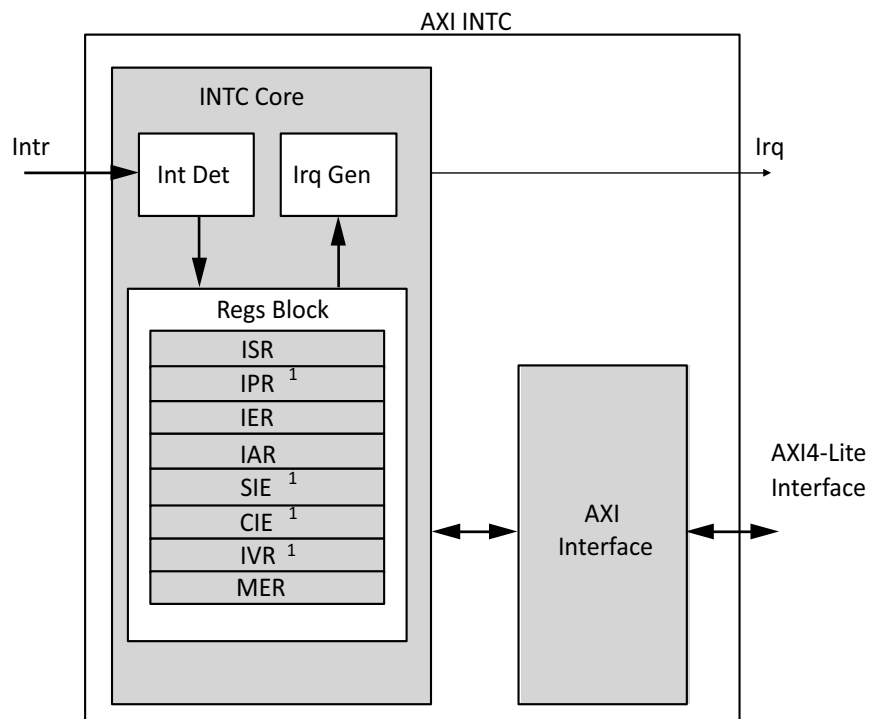 AXI INTC
INTC Core
Intr
Int Det
Irq Gen
Irq
Regs Block
ISR
IPR 1
IER
IAR
SIE 1
CIE 1
IVR 1
MER
AXI
Interface
AXI4-Lite
Interface